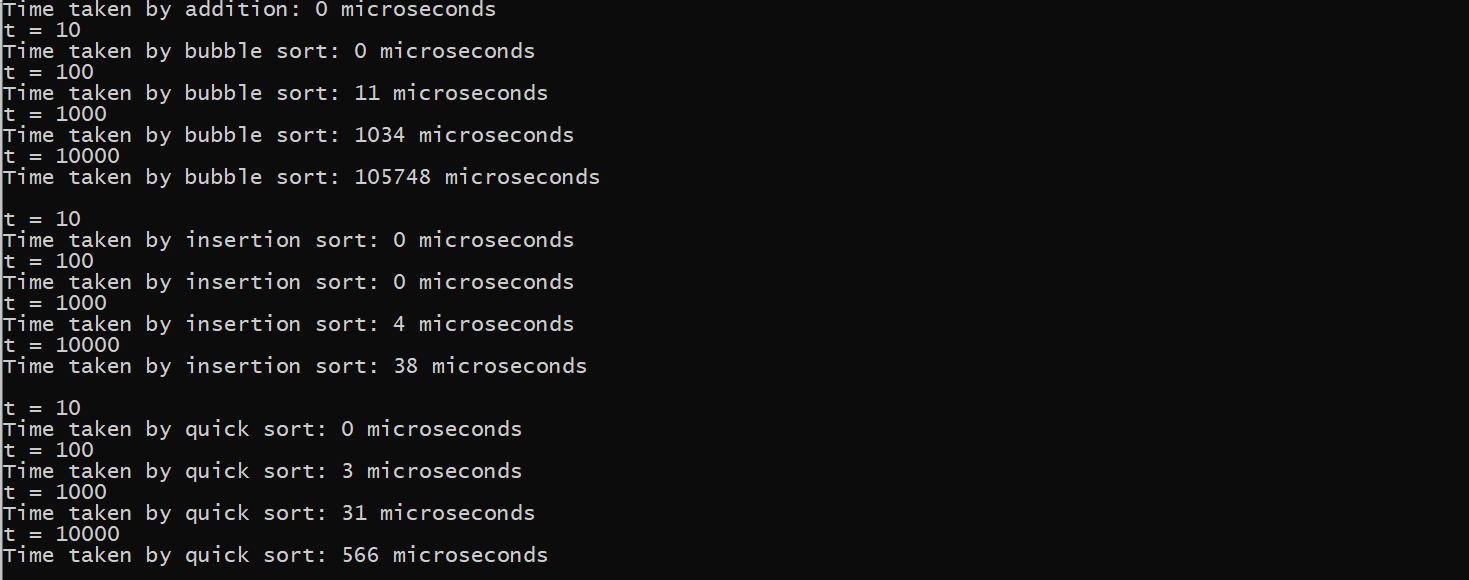 Time taken by addition: 0 microseconds
t = 10
Time taken by bubble sort: 0 microseconds
t = 100
Time taken by bubble sort: 11 microseconds
t = 1000
Time taken by bubble sort: 1034 microseconds
t = 10000
Time taken by bubble sort: 105748 microseconds
t = 10
Time taken by insertion sort: 0 microseconds
t = 100
Time taken by insertion sort: 0 microseconds
t = 1000
Time taken by insertion sort: 4 microseconds
t = 10000
Time taken by insertion sort: 38 microseconds
t = 10
Time taken by quick sort: 0 microseconds
t = 100
Time taken by quick sort: 3 microseconds
t = 1000
Time taken by quick sort: 31 microseconds
t = 10000
Time taken by quick sort: 566 microseconds